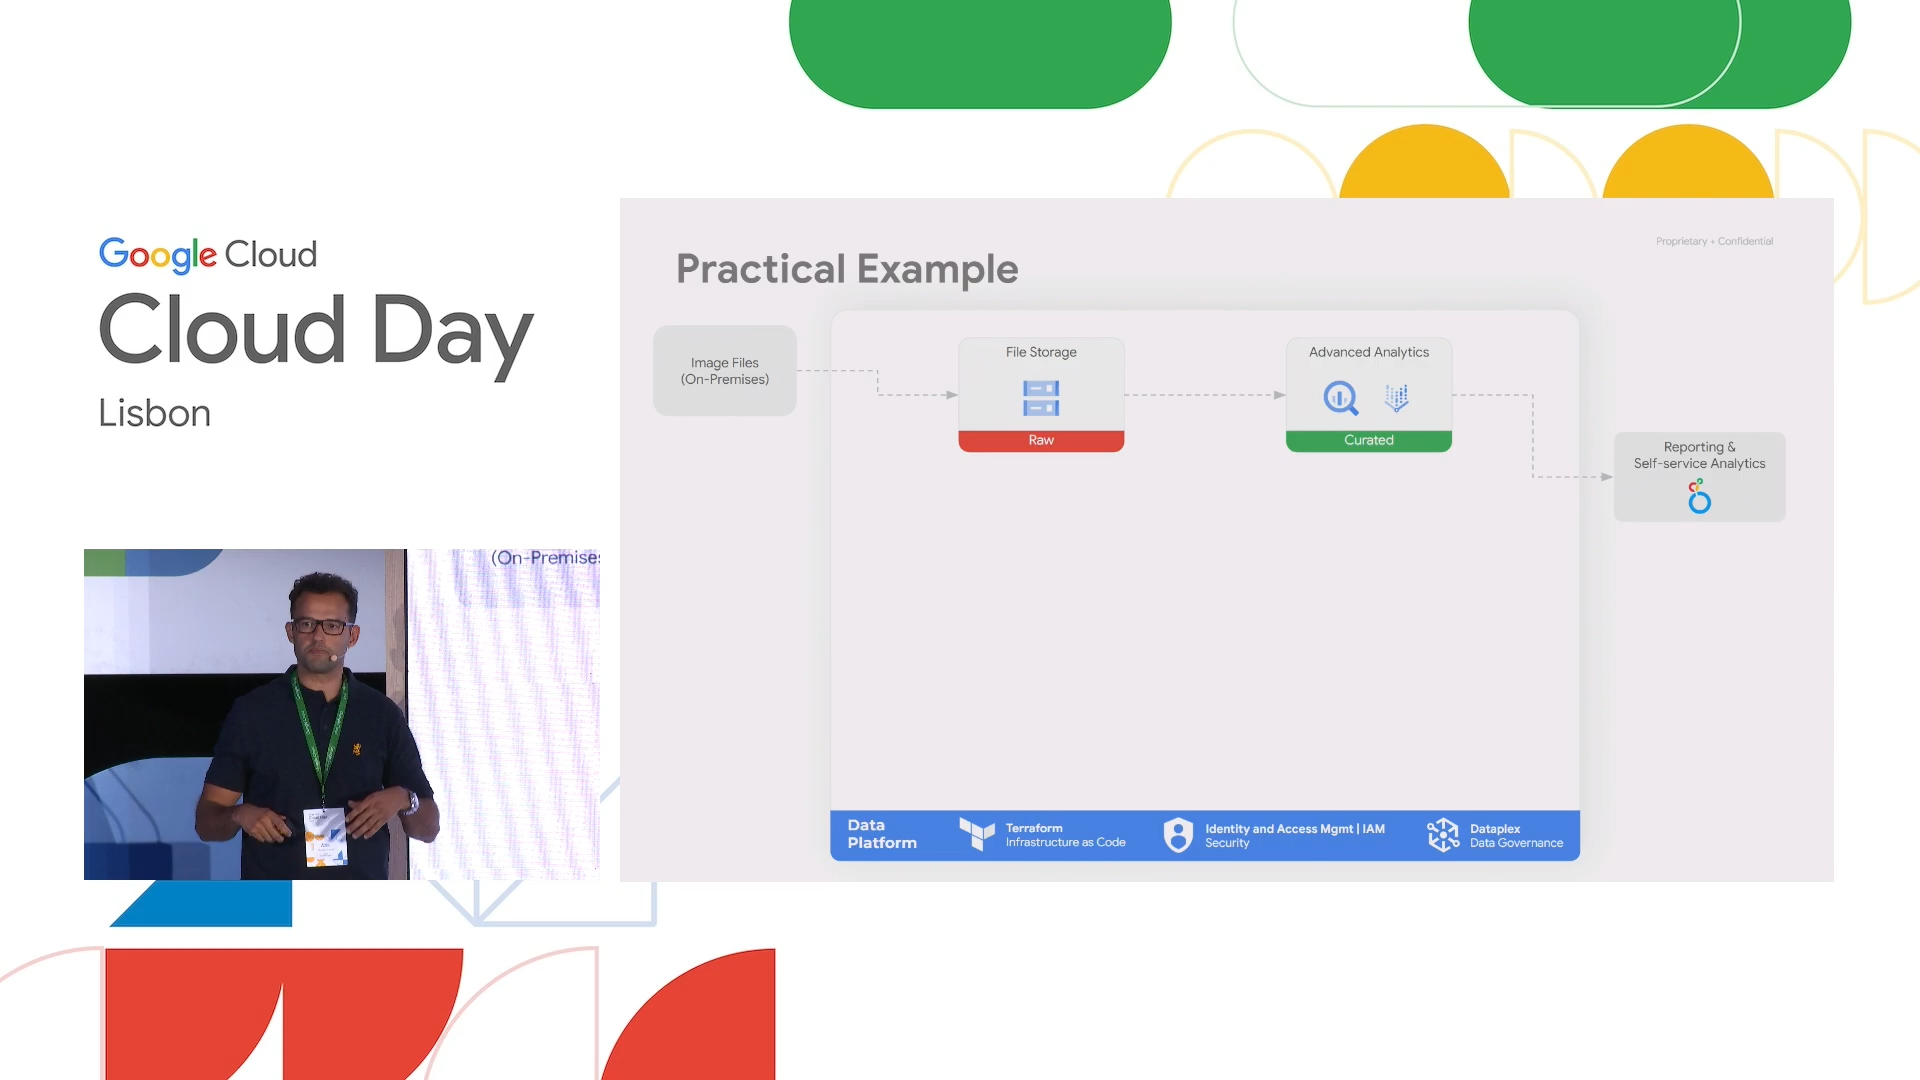 Google Cloud
Cloud Day
Lisbon
Proprietary + Confidential
Practical Example
Image Files
(On-Premises)
File Storage
Raw
Advanced Analytics
Curated
Reporting &
Self-service Analytics
Data
Platform
Terraform
Infrastructure as Code
Identity and Access Mgmt | IAM
Security
Dataplex
Data Governance
(On-Premises